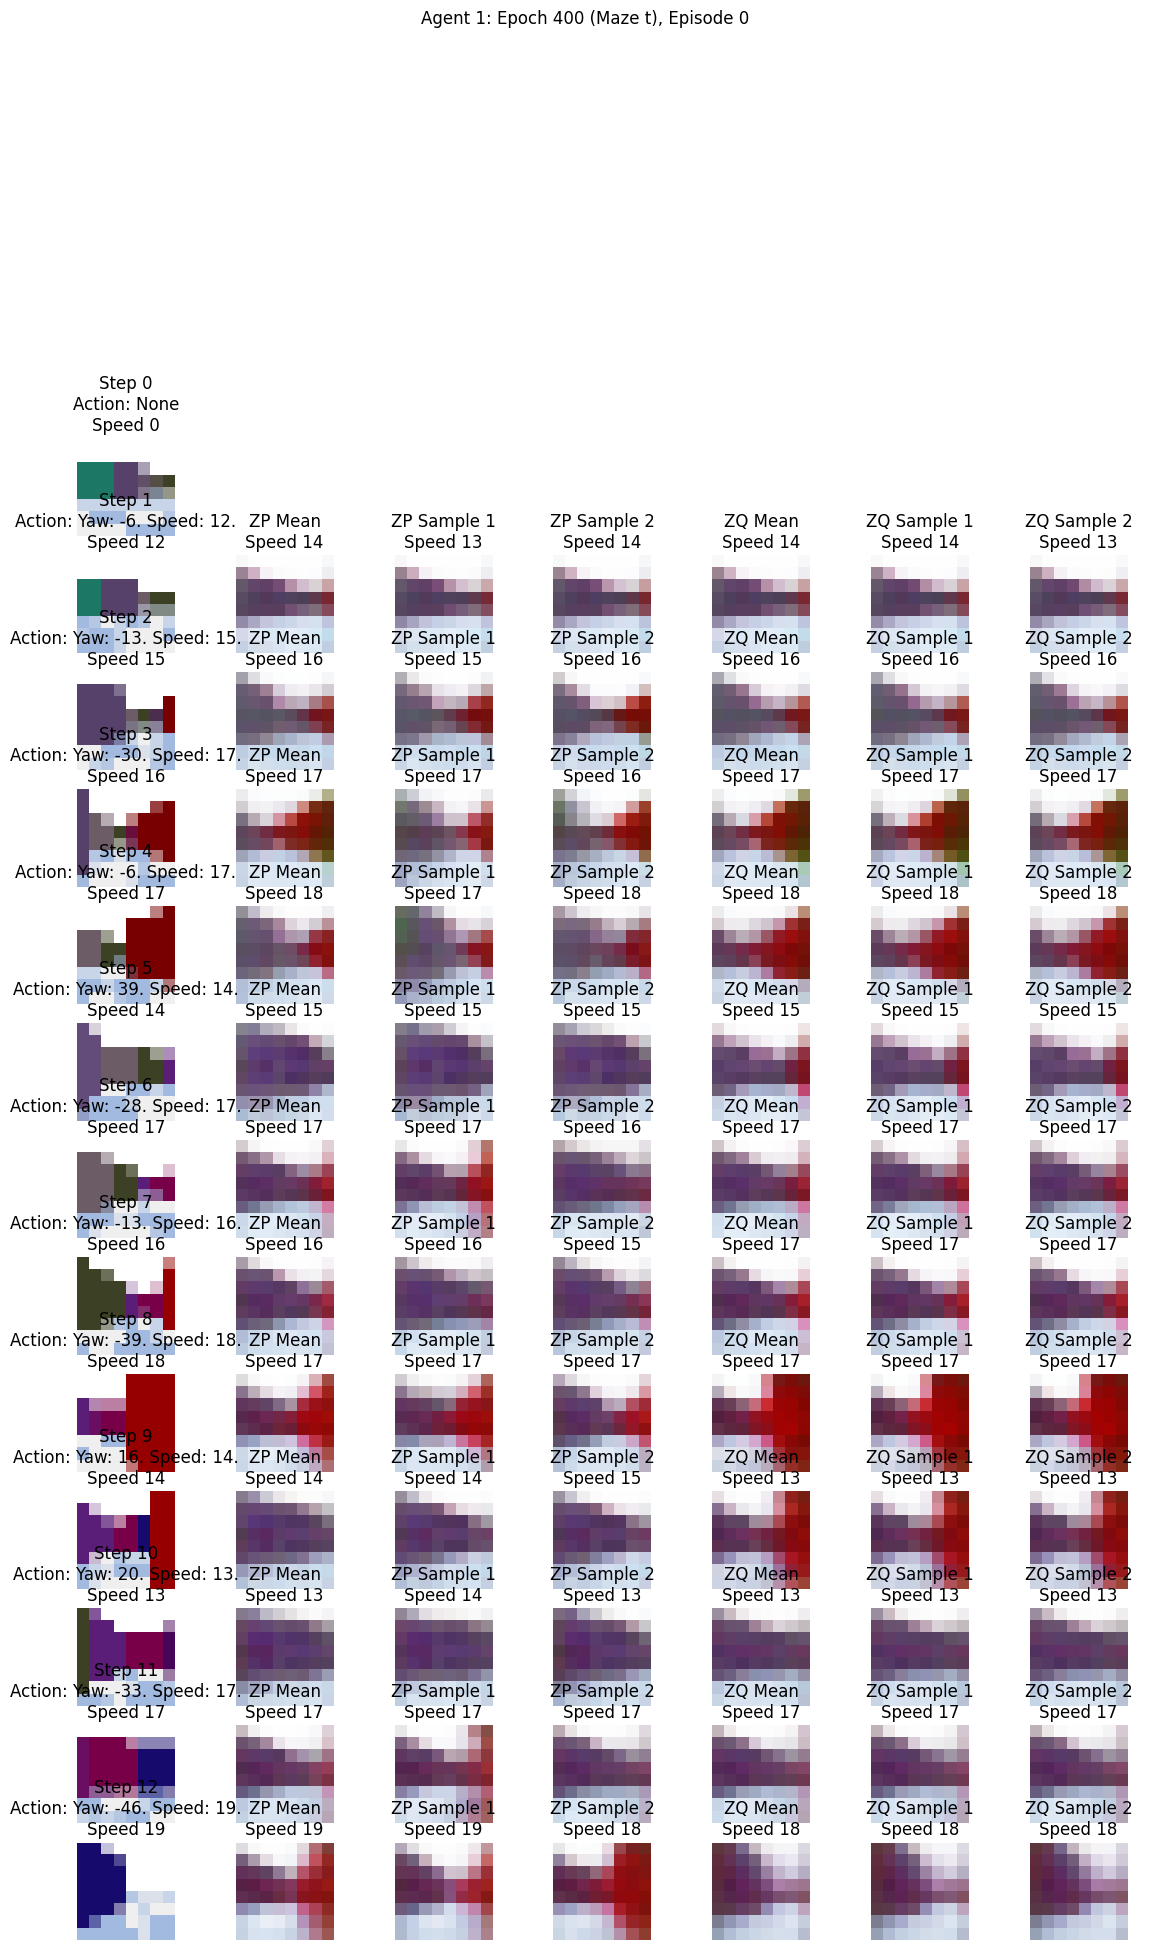 Agent 1: Epoch 400 (Maze t), Episode 0
Step 0
Action: None
Speed 0
Step 1
Action: Yaw: -6. Speed: 12.
Speed 12
ZP Mean
Speed 14
ZP Sample 1
Speed 13
ZP Sample 2
Speed 14
ZQ Mean
Speed 14
ZQ Sample 1
Speed 14
ZQ Sample 2
Speed 13
Step 2
Action: Yaw: -13. Speed: 15.
Speed 15
ZP Mean
Speed 16
ZP Sample 1
Speed 15
ZP Sample 2
Speed 16
ZQ Mean
Speed 16
ZQ Sample 1
Speed 16
ZQ Sample 2
Speed 16
Step 3
Action: Yaw: -30. Speed: 17.
Speed 16
ZP Mean
Speed 17
ZP Sample 1
Speed 17
ZP Sample 2
Speed 16
ZQ Mean
Speed 17
ZQ Sample 1
Speed 17
ZQ Sample 2
Speed 17
Step 4
Action: Yaw: -6. Speed: 17.
Speed 17
ZP Mean
Speed 18
ZP Sample 1
Speed 17
ZP Sample 2
Speed 18
ZQ Mean
Speed 18
ZQ Sample 1
Speed 18
ZQ Sample 2
Speed 18
Step 5
Action: Yaw: 39. Speed: 14.
Speed 14
ZP Mean
Speed 15
ZP Sample 1
Speed 15
ZP Sample 2
Speed 15
ZQ Mean
Speed 15
ZQ Sample 1
Speed 15
ZQ Sample 2
Speed 15
Step 6
Action: Yaw: -28. Speed: 17.
Speed 17
ZP Mean
Speed 17
ZP Sample 1
Speed 17
ZP Sample 2
Speed 16
ZQ Mean
Speed 17
ZQ Sample 1
Speed 17
ZQ Sample 2
Speed 17
Step 7
Action: Yaw: -13. Speed: 16.
Speed 16
ZP Mean
Speed 16
ZP Sample 1
Speed 16
ZP Sample 2
Speed 15
ZQ Mean
Speed 17
ZQ Sample 1
Speed 17
ZQ Sample 2
Speed 17
Step 8
Action: Yaw: -39. Speed: 18.
Speed 18
ZP Mean
Speed 17
ZP Sample 1
Speed 17
ZP Sample 2
Speed 17
ZQ Mean
Speed 17
ZQ Sample 1
Speed 17
ZQ Sample 2
Speed 17
Step 9
Action: Yaw: 16. Speed: 14.
Speed 14
ZP Mean
Speed 14
ZP Sample 1
Speed 14
ZP Sample 2
Speed 15
ZQ Mean
Speed 13
ZQ Sample 1
Speed 13
ZQ Sample 2
Speed 13
Step 10
Action: Yaw: 20. Speed: 13.
Speed 13
ZP Mean
Speed 13
ZP Sample 1
Speed 14
ZP Sample 2
Speed 13
ZQ Mean
Speed 13
ZQ Sample 1
Speed 13
ZQ Sample 2
Speed 13
Step 11
Action: Yaw: -33. Speed: 17.
Speed 17
ZP Mean
Speed 17
ZP Sample 1
Speed 17
ZP Sample 2
Speed 17
ZQ Mean
Speed 17
ZQ Sample 1
Speed 17
ZQ Sample 2
Speed 17
Step 12
Action: Yaw: -46. Speed: 19.
Speed 19
ZP Mean
Speed 19
ZP Sample 1
Speed 19
ZP Sample 2
Speed 18
ZQ Mean
Speed 18
ZQ Sample 1
Speed 18
ZQ Sample 2
Speed 18